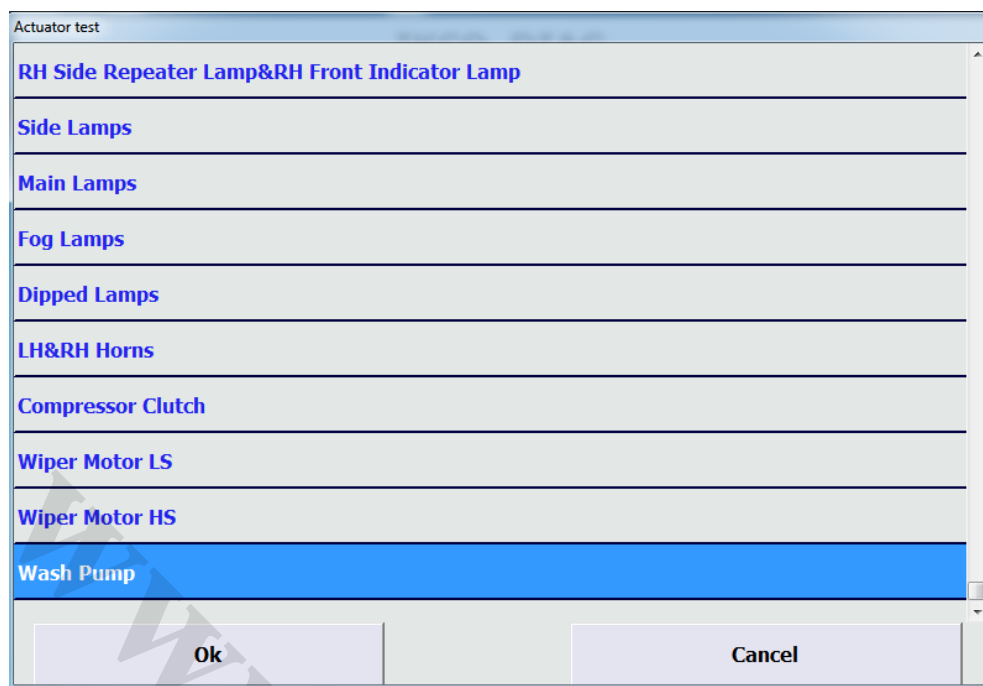 Actuator test
RH Side Repeater Lamp&RH Front Indicator Lamp
Side Lamps
Main Lamps
Fog Lamps
Dipped Lamps
LH&RH Horns
Compressor Clutch
Wiper Motor LS
Wiper Motor HS
Wash Pump
Ok Cancel